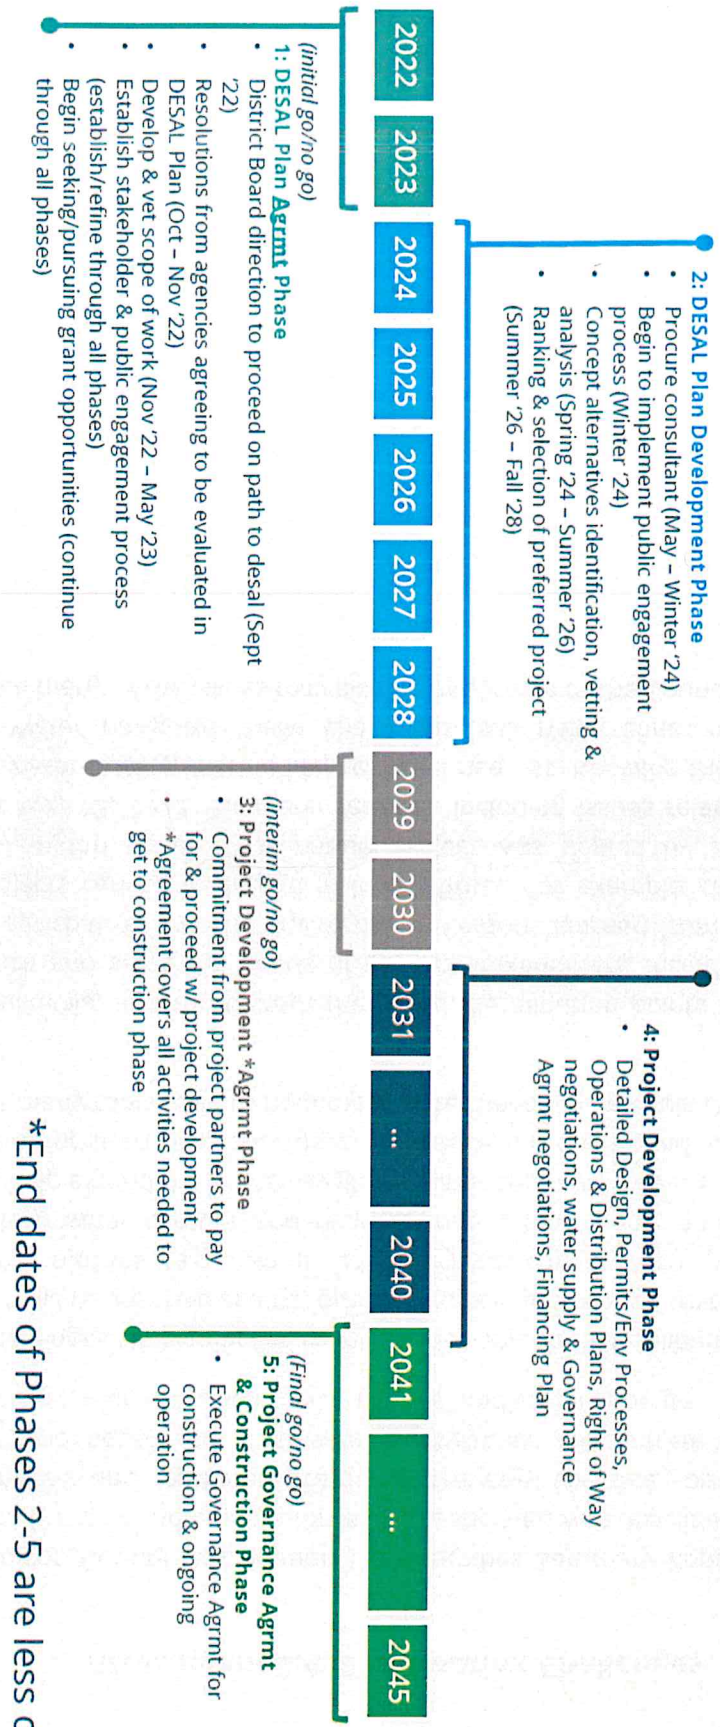 2: DESAL Plan Development Phase
• Procure consultant (May – Winter '24)
• Begin to implement public engagement
process (Winter '24)
• Concept alternatives identification, vetting &
analysis (Spring '24 – Summer '26)
• Ranking & selection of preferred project
(Summer '26 – Fall '28)
4: Project Development Phase
• Detailed Design, Permits/Env Processes,
Operations & Distribution Plans, Right of Way
negotiations, water supply & Governance
Agrmt negotiations, Financing Plan
2022 2023 2024 2025 2026 2027 2028 2029 2030 2031 ... 2040 2041 ... 2045
(initial go/no go)
1: DESAL Plan Agrmt Phase
• District Board direction to proceed on path to desal (Sept
'22)
• Resolutions from agencies agreeing to be evaluated in
DESAL Plan (Oct – Nov '22)
• Develop & vet scope of work (Nov '22 – May '23)
• Establish stakeholder & public engagement process
(establish/refine through all phases)
• Begin seeking/pursuing grant opportunities (continue
through all phases)
(interim go/no go)
3: Project Development *Agrmt Phase
• Commitment from project partners to pay
for & proceed w/ project development
• *Agreement covers all activities needed to
get to construction phase
(Final go/no go)
5: Project Governance Agrmt
& Construction Phase
• Execute Governance Agrmt for
construction & ongoing
operation
*End dates of Phases 2-5 are less